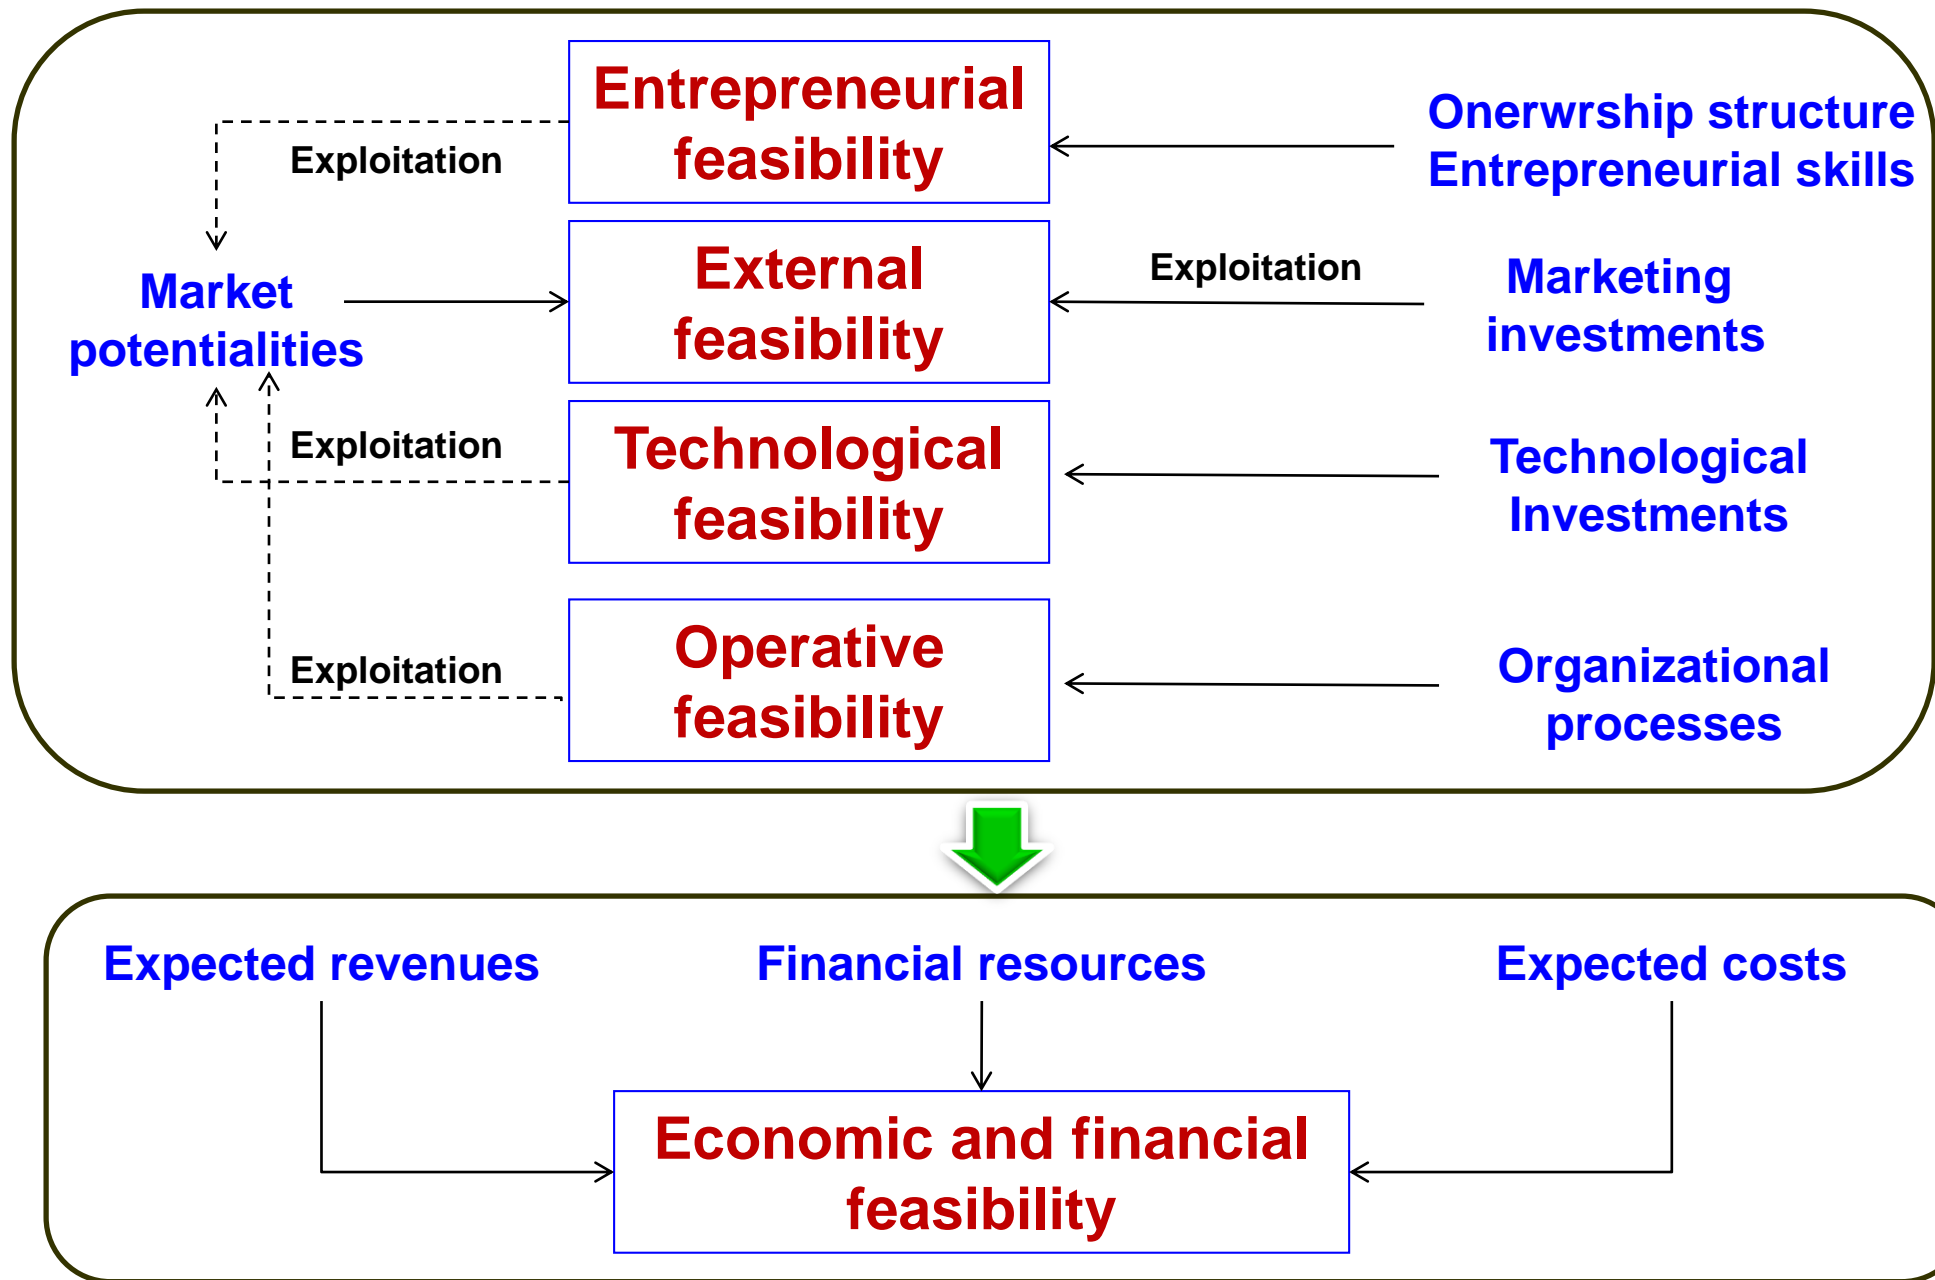 Entrepreneurial
feasibility
Exploitation
Onerwrship structure
Entrepreneurial skills
Market
potentialities
External
feasibility
Exploitation
Marketing
investments
Exploitation
Technological
feasibility
Technological
Investments
Exploitation
Operative
feasibility
Organizational
processes
Expected revenues
Financial resources
Expected costs
Economic and financial
feasibility